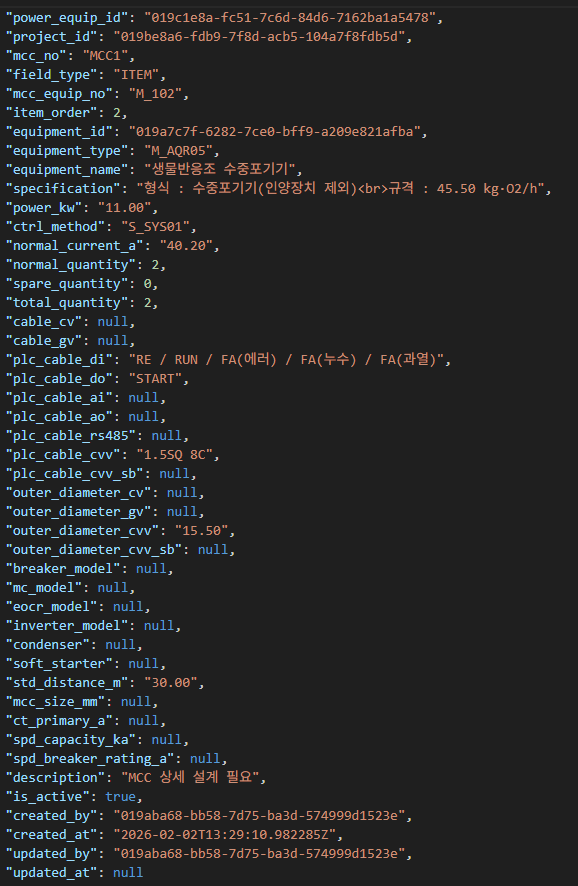 "power_equip_id": "019c1e8a-fc51-7c6d-84d6-7162ba1a5478",
"project_id": "019be8a6-fdb9-7f8d-acb5-104a7f8fdb5d",
"mcc_no": "MCC1",
"field_type": "ITEM",
"mcc_equip_no": "M_102",
"item_order": 2,
"equipment_id": "019a7c7f-6282-7ce0-bff9-a209e821afba",
"equipment_type": "M_AQR05",
"equipment_name": "생물반응조 수중포기기",
"specification": "형식 : 수중포기기(인양장치 제외)<br>규격 : 45.50 kg·O2/h",
"power_kw": "11.00",
"ctrl_method": "S_SYS01",
"normal_current_a": "40.20",
"normal_quantity": 2,
"spare_quantity": 0,
"total_quantity": 2,
"cable_cv": null,
"cable_gv": null,
"plc_cable_di": "RE / RUN / FA(에러) / FA(누수) / FA(과열)",
"plc_cable_do": "START",
"plc_cable_ai": null,
"plc_cable_ao": null,
"plc_cable_rs485": null,
"plc_cable_cvv": "1.5SQ 8C",
"plc_cable_cvv_sb": null,
"outer_diameter_cv": null,
"outer_diameter_gv": null,
"outer_diameter_cvv": "15.50",
"outer_diameter_cvv_sb": null,
"breaker_model": null,
"mc_model": null,
"eocr_model": null,
"inverter_model": null,
"condenser": null,
"soft_starter": null,
"std_distance_m": "30.00",
"mcc_size_mm": null,
"ct_primary_a": null,
"spd_capacity_ka": null,
"spd_breaker_rating_a": null,
"description": "MCC 상세 설계 필요",
"is_active": true,
"created_by": "019aba68-bb58-7d75-ba3d-574999d1523e",
"created_at": "2026-02-02T13:29:10.982285Z",
"updated_by": "019aba68-bb58-7d75-ba3d-574999d1523e",
"updated_at": null